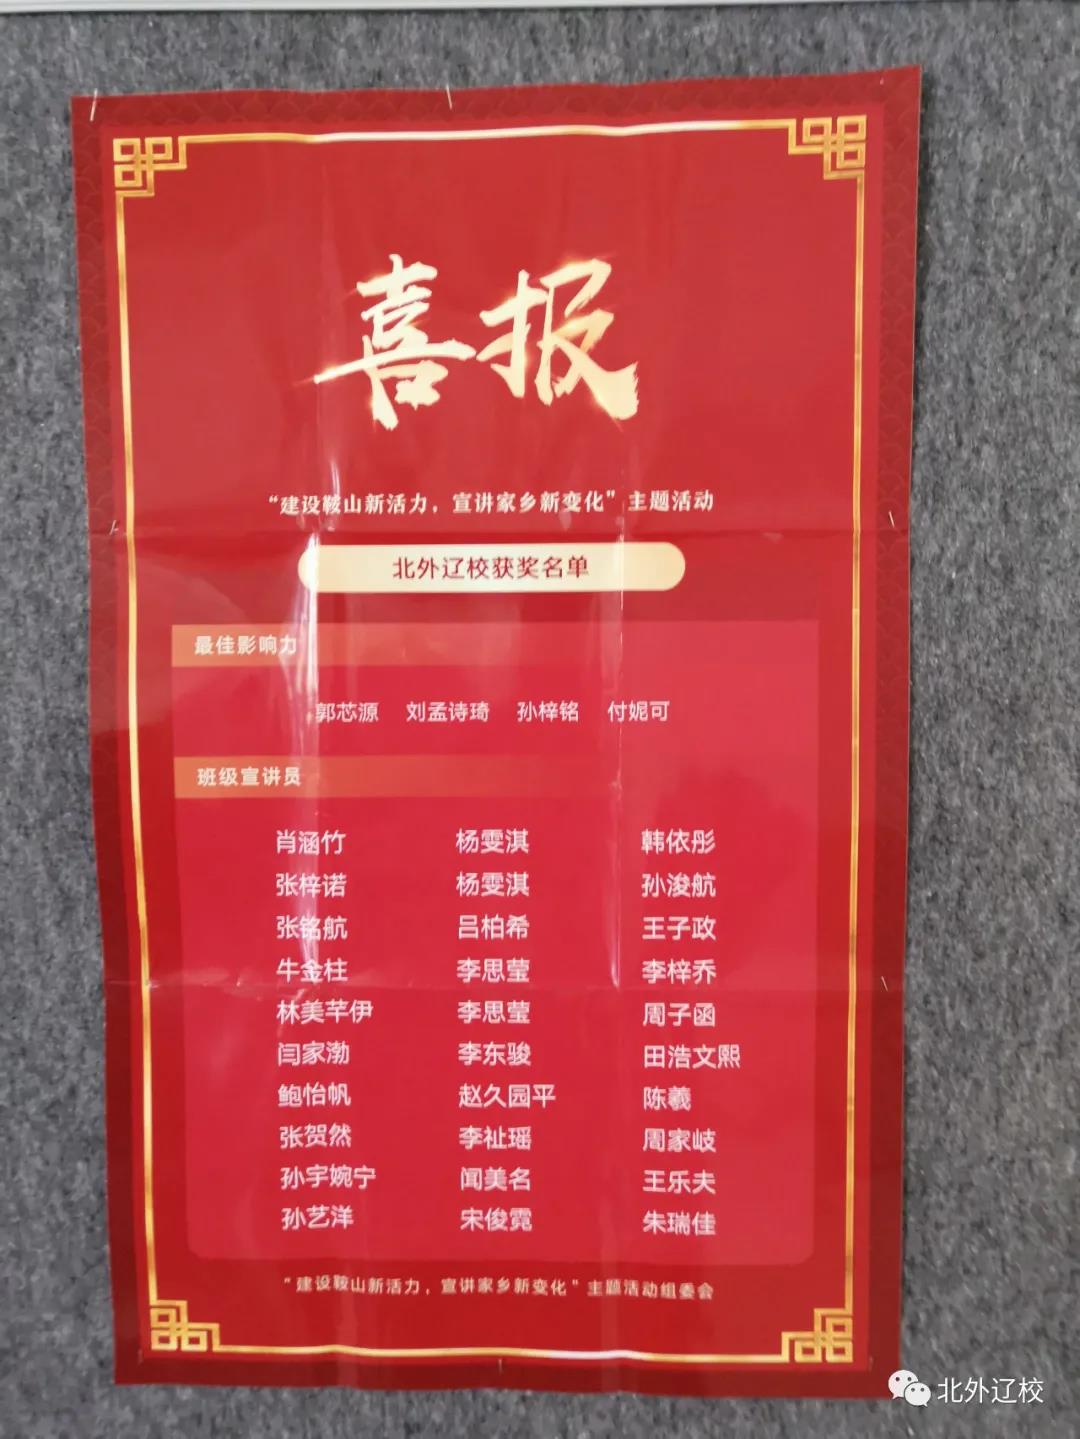 喜报
“建设鞍山新活力，宣讲家乡新变化”主题活动
北外辽校获奖名单
最佳影响力
郭芯源 刘孟诗琦 孙梓铭 付妮可
班级宣讲员
肖涵竹 杨雯淇 韩依彤
张梓诺 杨雯淇 孙浚航
张铭航 吕柏希 王子政
牛金柱 李思莹 李梓乔
林美芊伊 李思莹 周子函
闫家渤 李东骏 田浩文熙
鲍怡帆 赵久园平 陈羲
张贺然 李祉瑶 周家岐
孙宇婉宁 闻美名 王乐夫
孙艺洋 宋俊霓 朱瑞佳
“建设鞍山新活力，宣讲家乡新变化”主题活动组委会
北外辽校